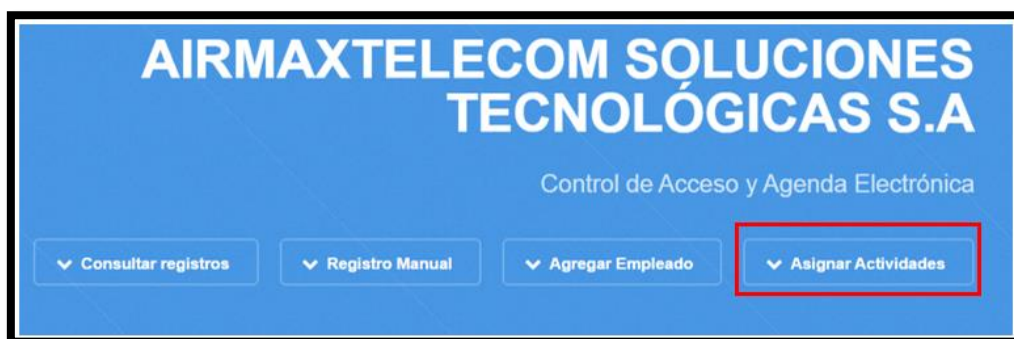 AIRMAXTELECOM SOLUCIONES
TECNOLÓGICAS S.A
Control de Acceso y Agenda Electrónica
Consultar registros
Registro Manual
Agregar Empleado
Asignar Actividades